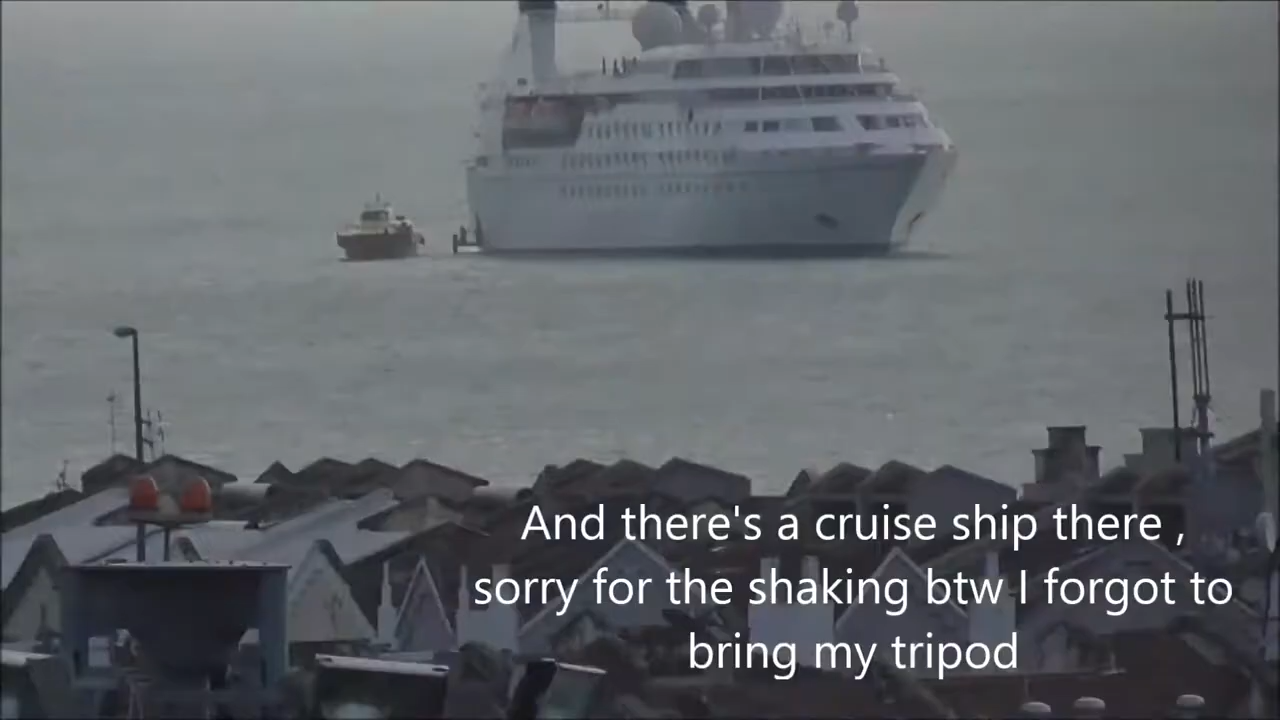 And there's a cruise ship there ,
sorry for the shaking btw I forgot to
bring my tripod